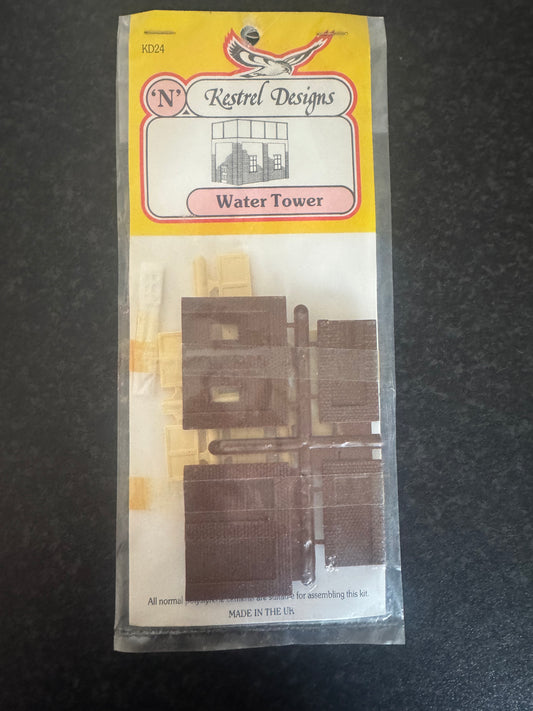 KD24
'N' Kestrel Designs
Water Tower
All normal polystyrene cements are suitable for assembling this kit.
MADE IN THE UK